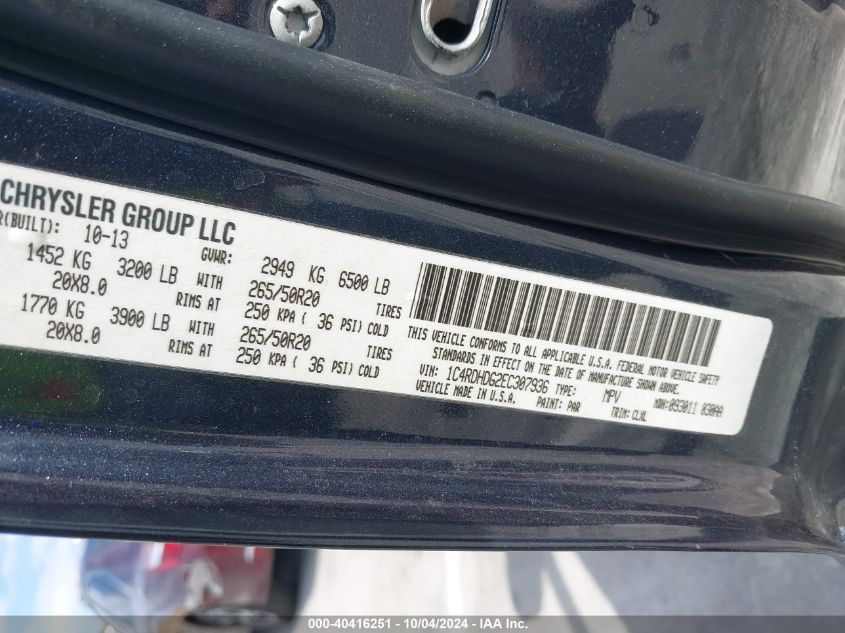 CHRYSLER GROUP LLC
R(BUILT): 10-13 GVWR: 2949 KG 6500 LB
1452 KG 3200 LB WITH 265/50R20 TIRES
20X8.0 RIMS AT 250 KPA ( 36 PSI) COLD
1770 KG 3900 LB WITH 265/50R20 TIRES
20X8.0 RIMS AT 250 KPA ( 36 PSI) COLD
THIS VEHICLE CONFORMS TO ALL APPLICABLE U.S.A. FEDERAL MOTOR VEHICLE SAFETY
STANDARDS IN EFFECT ON THE DATE OF MANUFACTURE SHOWN ABOVE.
VIN: 1C4RDHDG2EC307936 TYPE: MPV MDH:093011 030AA
VEHICLE MADE IN U.S.A. PAINT: PAR TRIM: CLXL
000-40416251 - 10/04/2024 - IAA Inc.